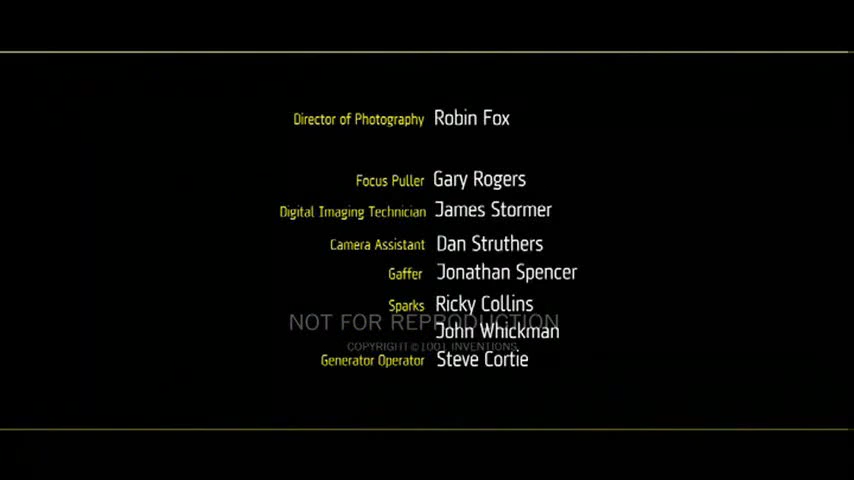 Director of Photography Robin Fox
Focus Puller Gary Rogers
Digital Imaging Technician James Stormer
Camera Assistant Dan Struthers
Gaffer Jonathan Spencer
Sparks Ricky Collins
NOT FOR REPRODUCTION
John Whickman
COPYRIGHT©1001 INVENTIONS
Generator Operator Steve Cortie